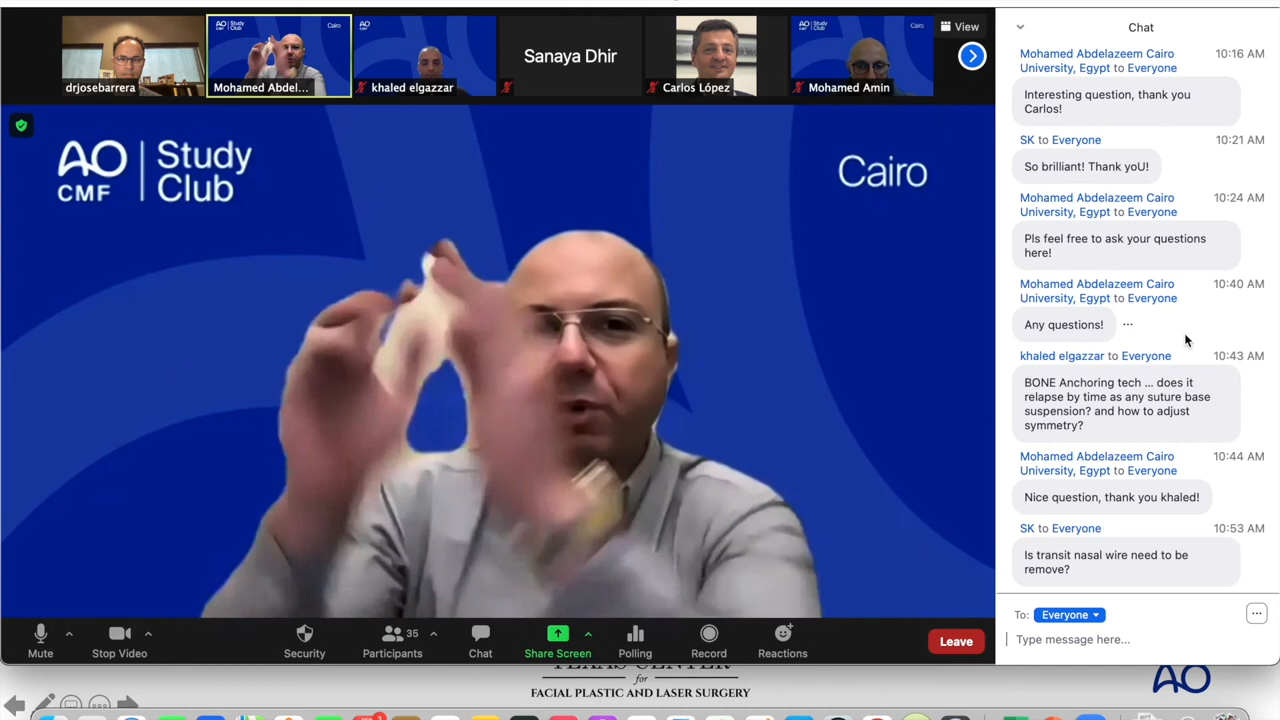 AO Study
Club
Cairo
AO
Cairo
View
Sanaya Dhir
drjosebarrera
Mohamed Abdel...
khaled elgazzar
Carlos López
Mohamed Amin
AO
CMF
Study
Club
Cairo
Mute
Stop Video
Security
35
Participants
Chat
Share Screen
Polling
Record
Reactions
Leave
Chat
Mohamed Abdelazeem Cairo
University, Egypt to Everyone
10:16 AM
Interesting question, thank you
Carlos!
SK to Everyone
10:21 AM
So brilliant! Thank yoU!
Mohamed Abdelazeem Cairo
University, Egypt to Everyone
10:24 AM
Pls feel free to ask your questions
here!
Mohamed Abdelazeem Cairo
University, Egypt to Everyone
10:40 AM
Any questions!
khaled elgazzar to Everyone
10:43 AM
BONE Anchoring tech ... does it
relapse by time as any suture base
suspension? and how to adjust
symmetry?
Mohamed Abdelazeem Cairo
University, Egypt to Everyone
10:44 AM
Nice question, thank you khaled!
SK to Everyone
10:53 AM
Is transit nasal wire need to be
remove?
To: Everyone
Type message here...
for
FACIAL PLASTIC AND LASER SURGERY
AO